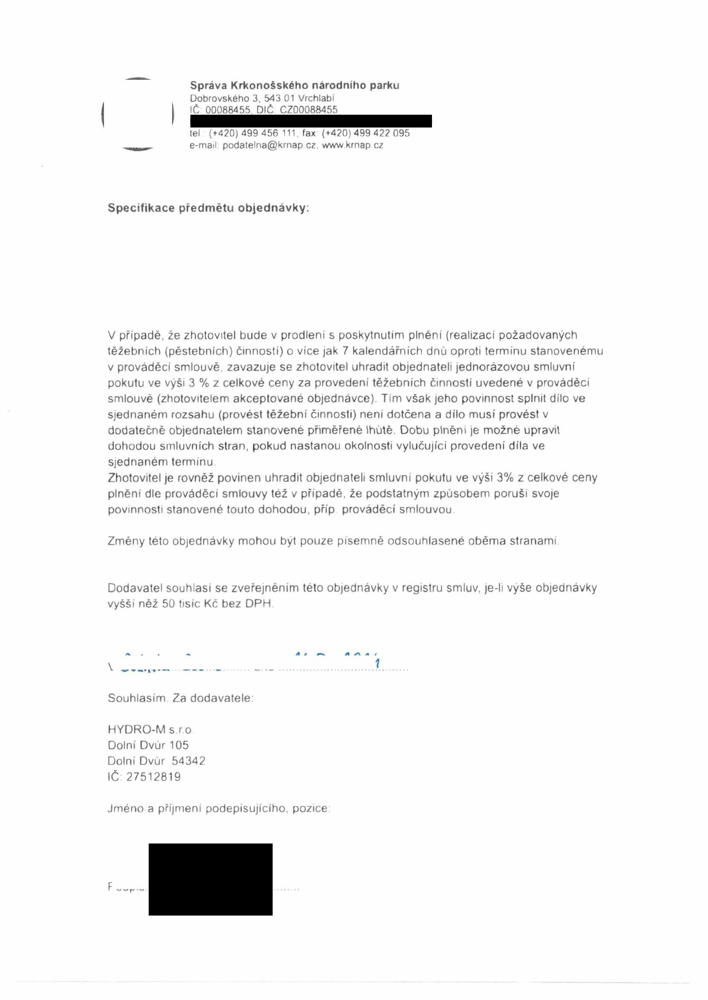 Správa Krkonošského národního parku
Dobrovského 3, 543 01 Vrchlabí
IČ: 00088455, DIČ: CZ00088455
tel.: (+420) 499 456 111, fax: (+420) 499 422 095
e-mail: podatelna@krnap.cz, www.krnap.cz
Specifikace předmětu objednávky:
V případě, že zhotovitel bude v prodlení s poskytnutím plnění (realizací požadovaných
těžebních (pěstebních) činností) o více jak 7 kalendářních dnů oproti termínu stanovenému
v prováděcí smlouvě, zavazuje se zhotovitel uhradit objednateli jednorázovou smluvní
pokutu ve výši 3 % z celkové ceny za provedení těžebních činností uvedené v prováděcí
smlouvě (zhotovitelem akceptované objednávce). Tím však jeho povinnost splnit dílo ve
sjednaném rozsahu (provést těžební činnosti) není dotčena a dílo musí provést v
dodatečně objednatelem stanovené přiměřené lhůtě. Dobu plnění je možné upravit
dohodou smluvních stran, pokud nastanou okolnosti vylučující provedení díla ve
sjednaném termínu.
Zhotovitel je rovněž povinen uhradit objednateli smluvní pokutu ve výši 3% z celkové ceny
plnění dle prováděcí smlouvy též v případě, že podstatným způsobem poruší svoje
povinnosti stanovené touto dohodou, příp. prováděcí smlouvou.
Změny této objednávky mohou být pouze písemně odsouhlasené oběma stranami.
Dodavatel souhlasí se zveřejněním této objednávky v registru smluv, je-li výše objednávky
vyšší něž 50 tisíc Kč bez DPH.
Souhlasím. Za dodavatele:
HYDRO-M s.r.o.
Dolní Dvůr 105
Dolní Dvůr 54342
IČ: 27512819
Jméno a příjmení podepisujícího, pozice: